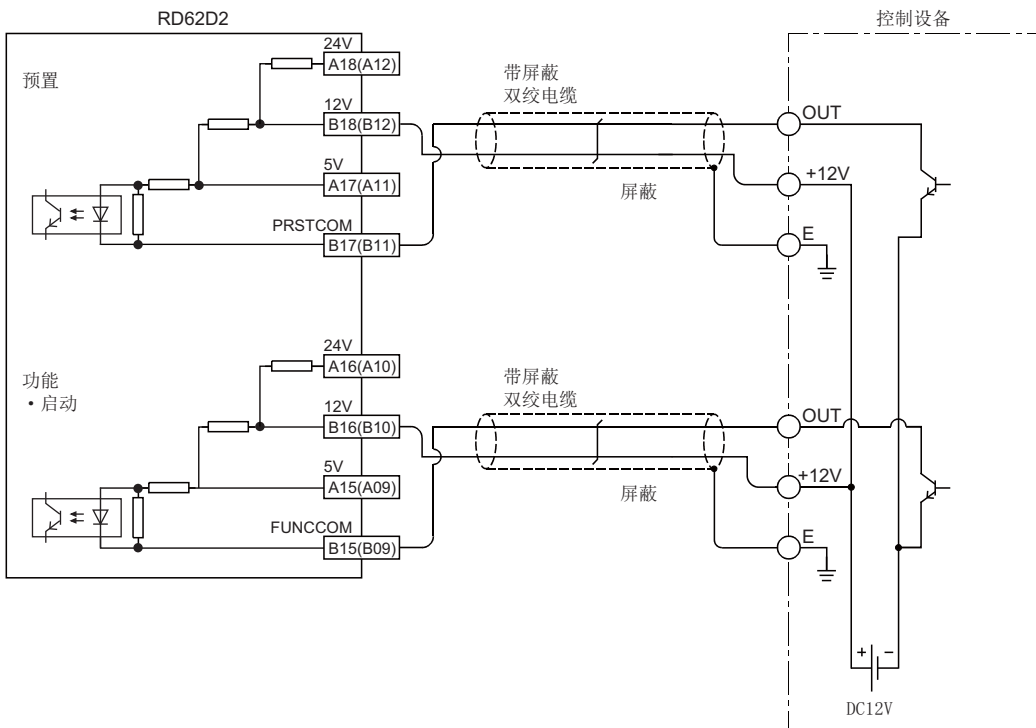 RD62D2
控制设备
预置
24V
A18(A12)
12V
B18(B12)
5V
A17(A11)
PRSTCOM
B17(B11)
带屏蔽
双绞电缆
屏蔽
OUT
+12V
E
功能
•启动
24V
A16(A10)
12V
B16(B10)
5V
A15(A09)
FUNCCOM
B15(B09)
带屏蔽
双绞电缆
屏蔽
OUT
+12V
E
+ −
DC12V